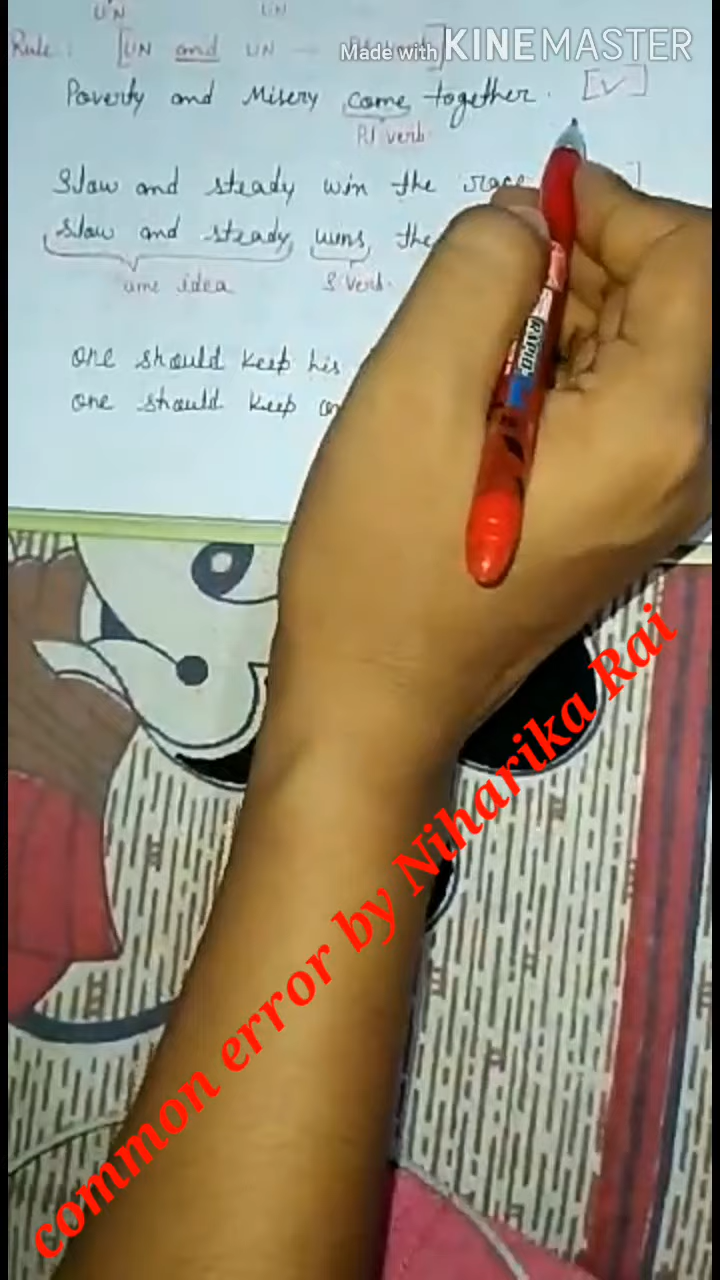 U'N UN
Made with KINEMASTER
Rule: [UN and UN —
Poverty and Misery come together. [✓]
Pl verb
Slow and steady win the race ]
Slow and steady, wins, the
ame idea S verb.
one should keep his
one should keep on
RAPID
common error by Niharika Rai